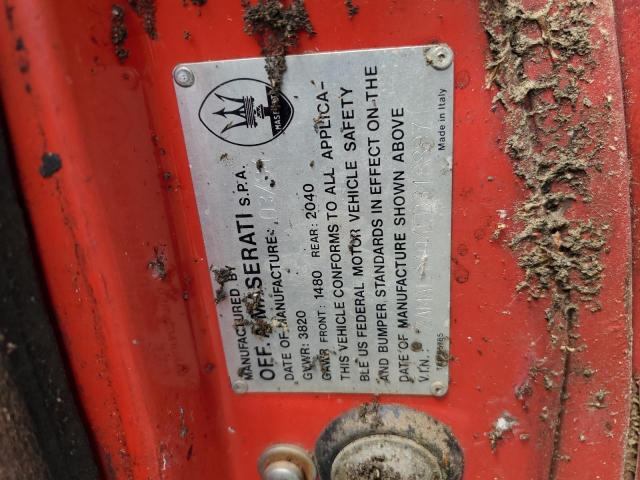 MASERATI
MANUFACTURED BY
OFF. A. MASERATI S.P.A.
DATE OF MANUFACTURE:
GVWR: 3820
GAWR FRONT: 1480 REAR: 2040
THIS VEHICLE CONFORMS TO ALL APPLICA-
BLE US FEDERAL MOTOR VEHICLE SAFETY
AND BUMPER STANDARDS IN EFFECT ON THE
DATE OF MANUFACTURE SHOWN ABOVE
V.I.N.:
Made in Italy